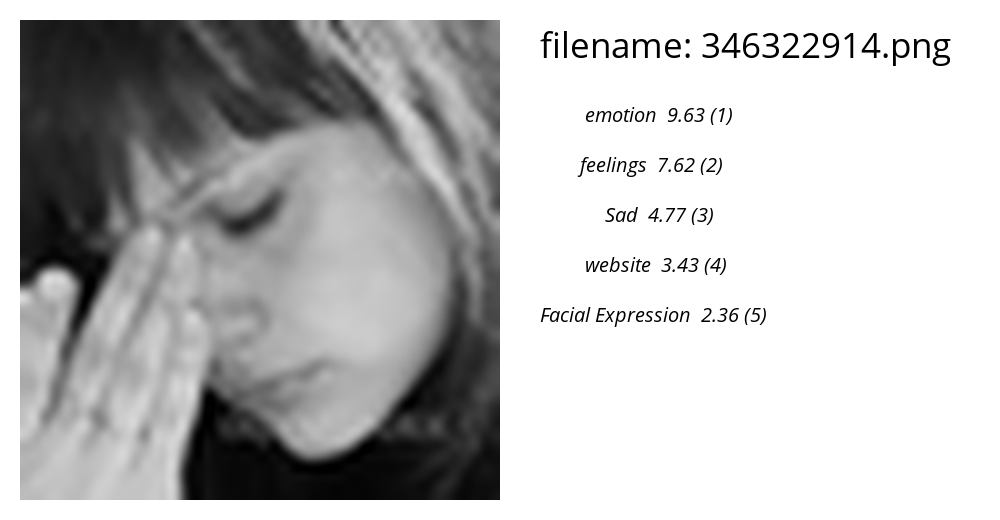 filename: 346322914.png
emotion 9.63 (1)
feelings 7.62 (2)
Sad 4.77 (3)
website 3.43 (4)
Facial Expression 2.36 (5)